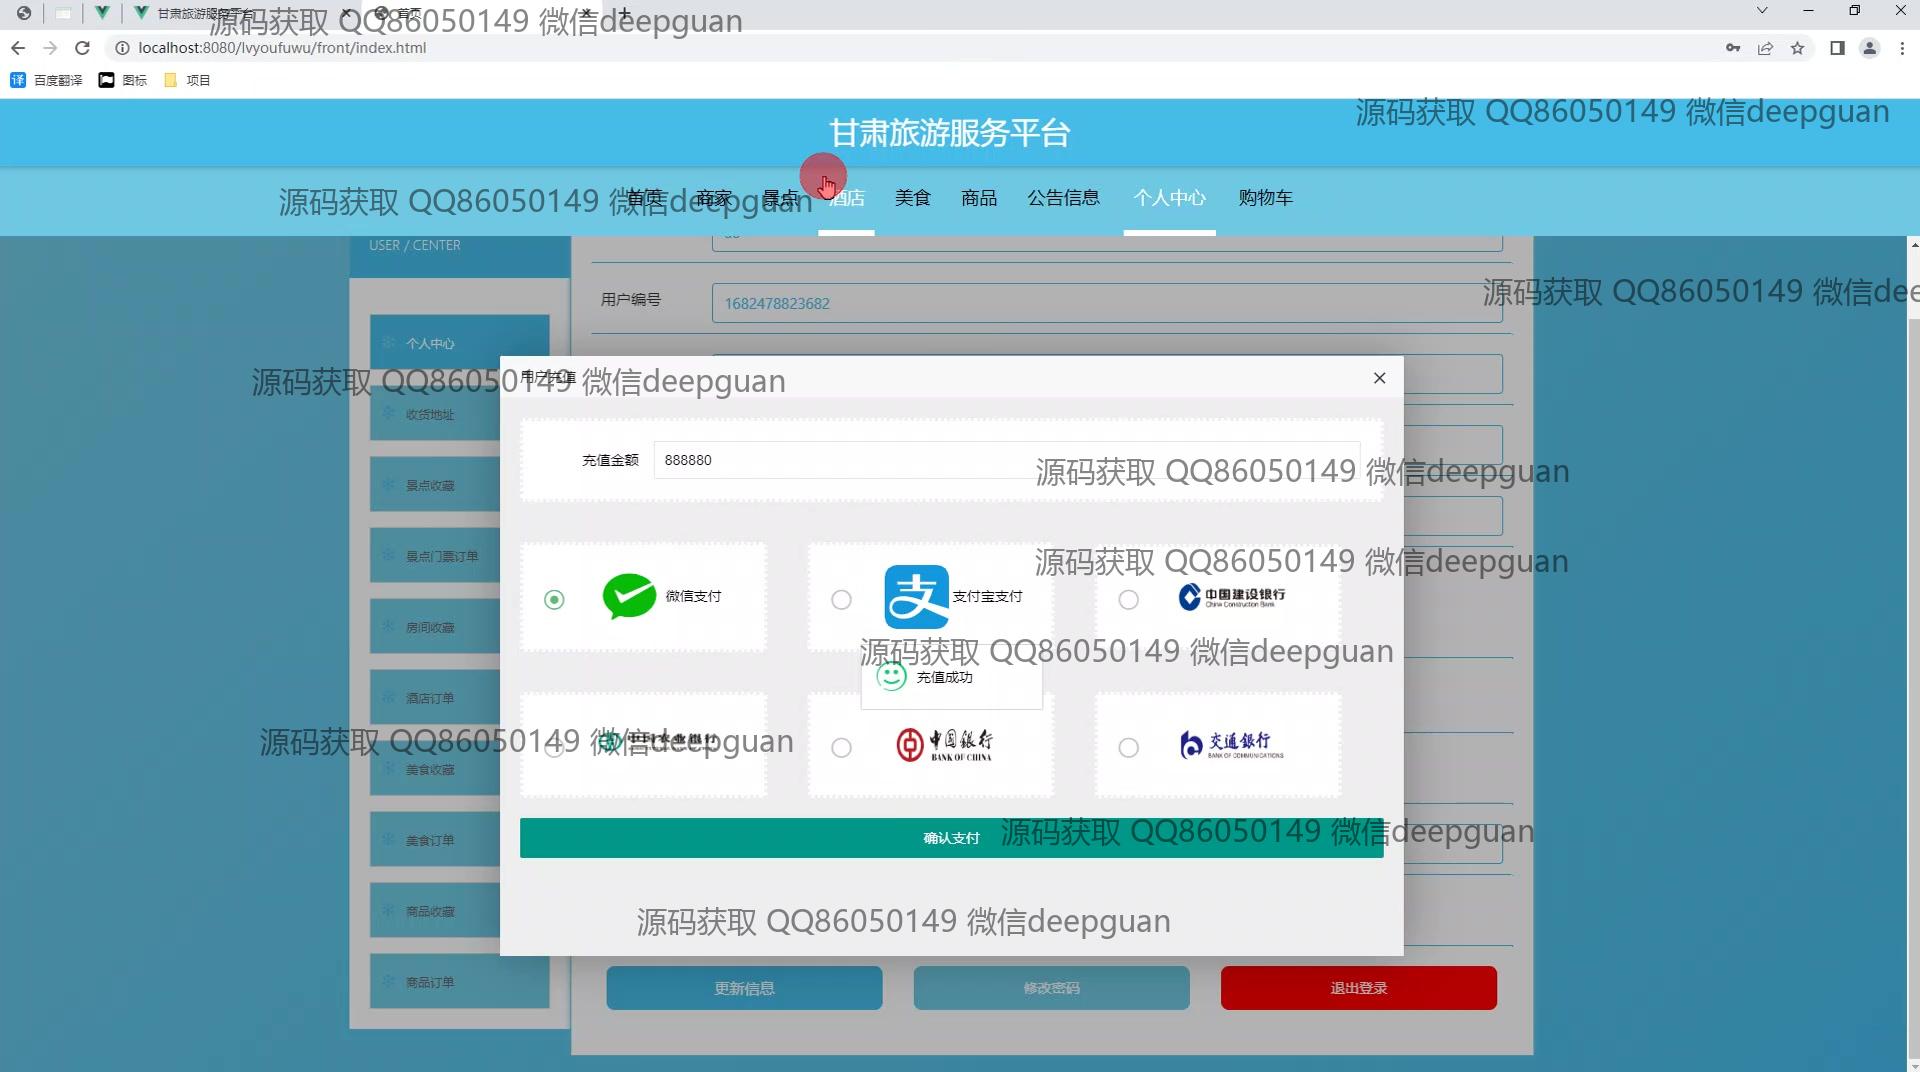 甘肃旅游服务平台
首页
源码获取 QQ86050149 微信deepguan
localhost:8080/lvyoufuwu/front/index.html
百度翻译 图标 项目
源码获取 QQ86050149 微信deepguan
甘肃旅游服务平台
源码获取 QQ86050149 微信deepguan
首页 商家 景点 酒店 美食 商品 公告信息 个人中心 购物车
USER / CENTER
用户编号 1682478823682
源码获取 QQ86050149 微信dee
个人中心
用户充值
源码获取 QQ86050149 微信deepguan
收货地址
充值金额 888880
源码获取 QQ86050149 微信deepguan
景点收藏
景点门票订单
源码获取 QQ86050149 微信deepguan
微信支付 支付宝支付 中国建设银行
China Construction Bank
房间收藏
源码获取 QQ86050149 微信deepguan
充值成功
酒店订单
源码获取 QQ86050149 微信deepguan
中国农业银行 中国银行 交通银行
BANK OF CHINA BANK OF COMMUNICATIONS
美食收藏
源码获取 QQ86050149 微信deepguan
确认支付
美食订单
商品收藏
源码获取 QQ86050149 微信deepguan
商品订单
更新信息 修改密码 退出登录